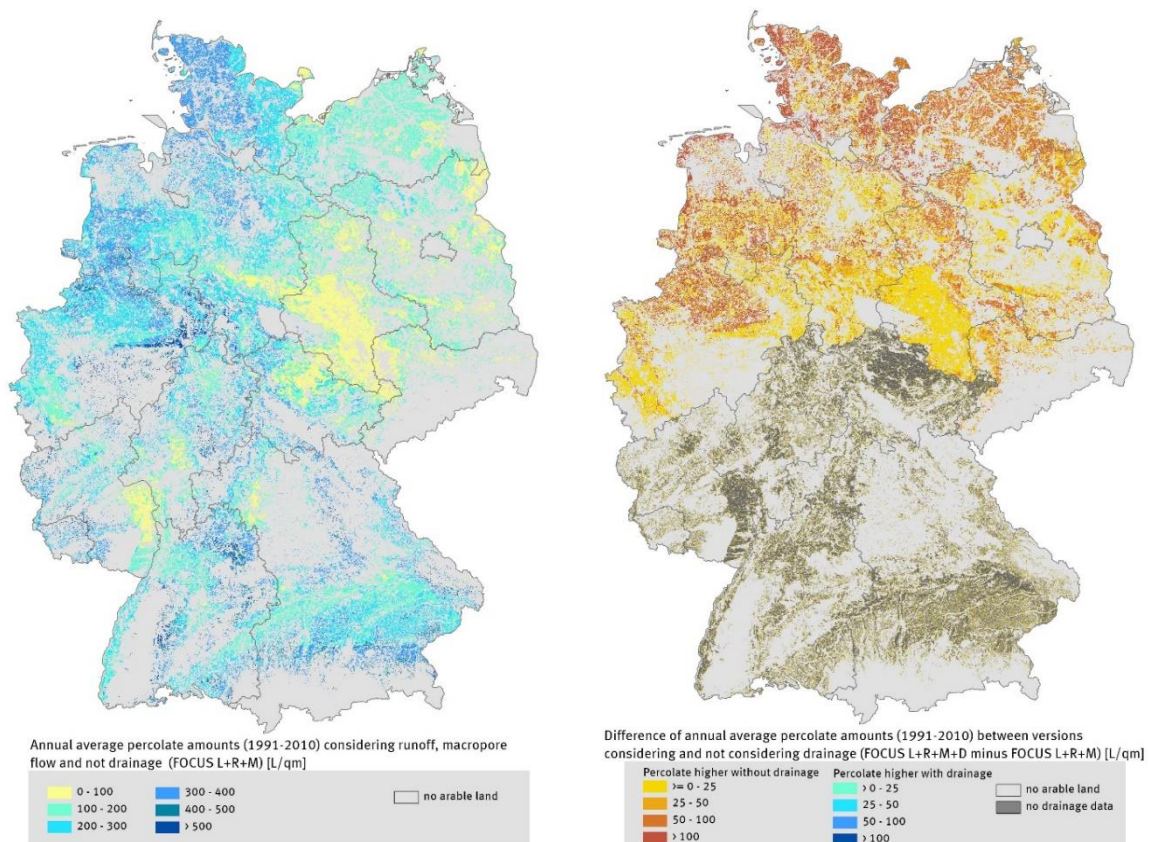 Annual average percolate amounts (1991-2010) considering runoff, macropore
flow and not drainage (FOCUS L+R+M) [L/qm]
0 - 100
100 - 200
200 - 300
300 - 400
400 - 500
> 500
no arable land
Difference of annual average percolate amounts (1991-2010) between versions
considering and not considering drainage (FOCUS L+R+M+D minus FOCUS L+R+M) [L/qm]
Percolate higher without drainage
>= 0 - 25
25 - 50
50 - 100
> 100
Percolate higher with drainage
> 0 - 25
25 - 50
50 - 100
> 100
no arable land
no drainage data